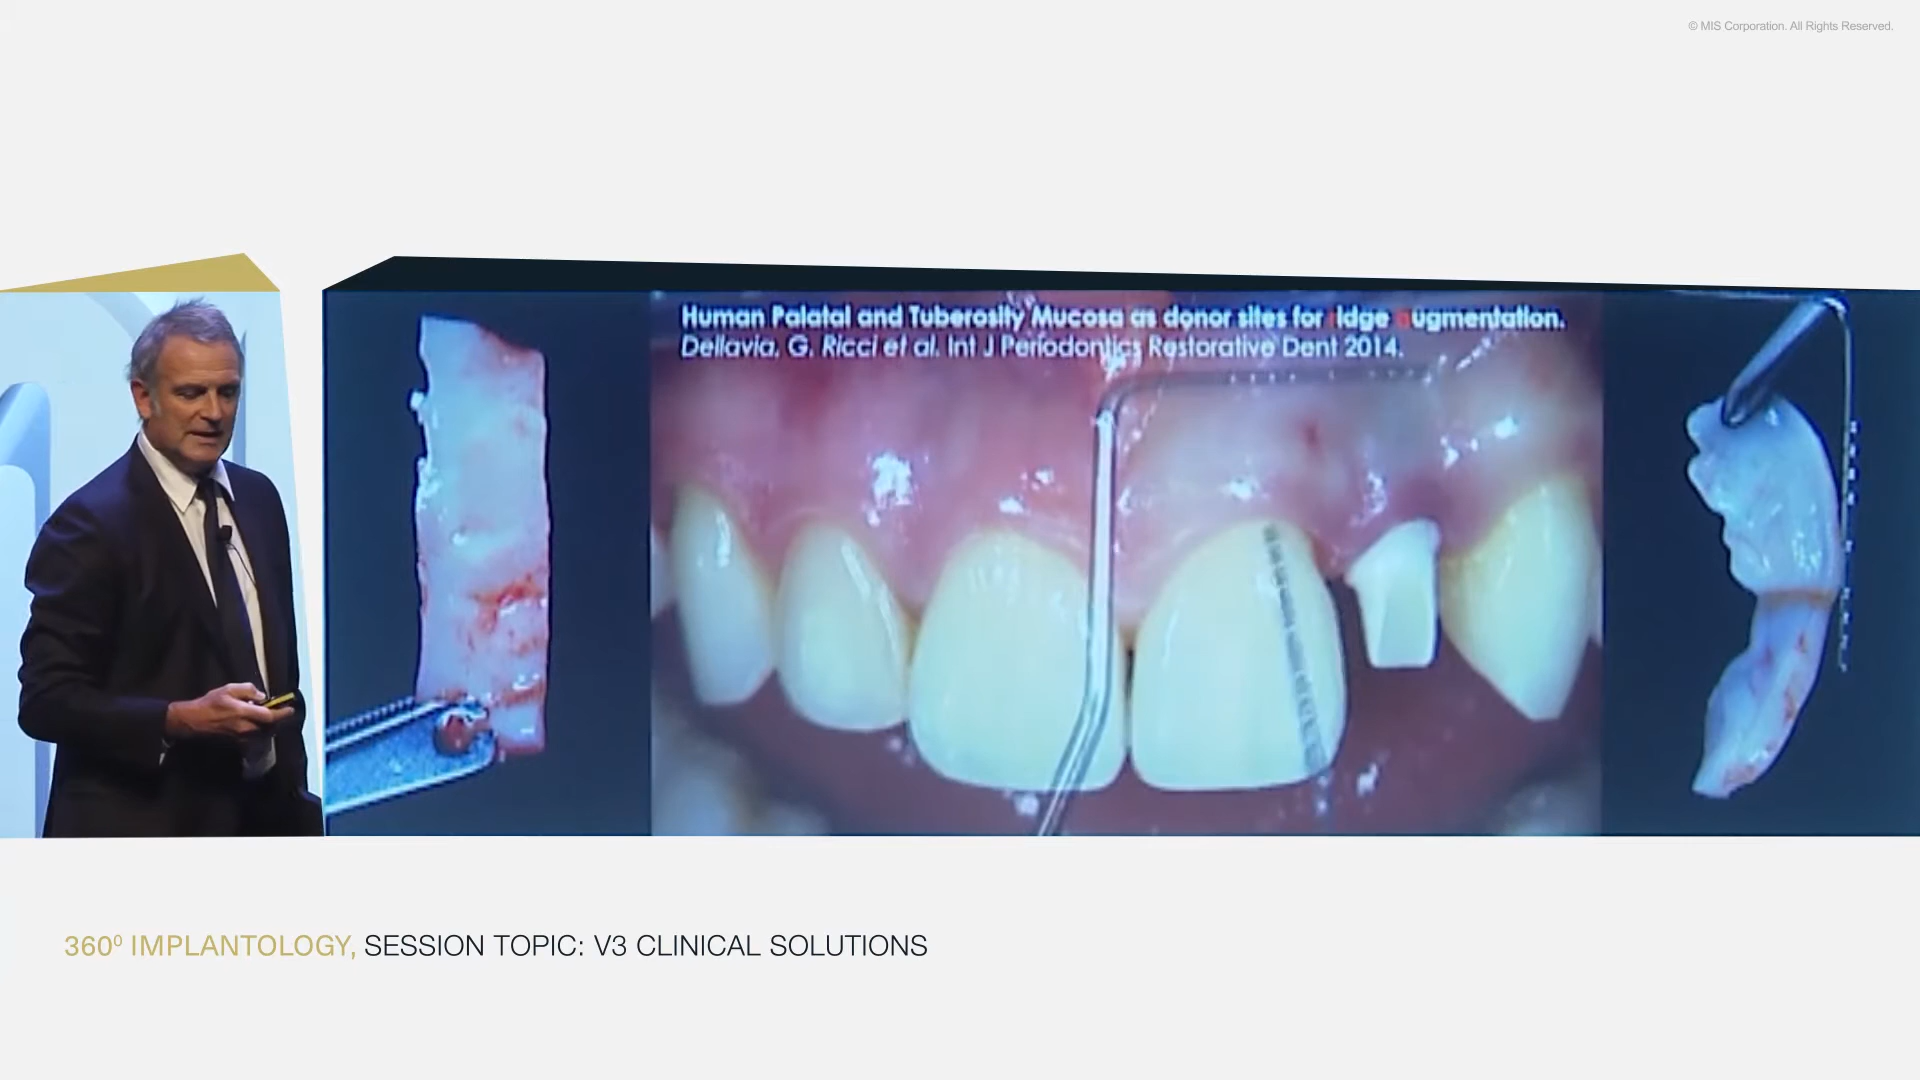 © MIS Corporation. All Rights Reserved.
Human Palatal and Tuberosity Mucosa as donor sites for ridge augmentation.
Dellavia, G. Ricci et al. Int J Periodontics Restorative Dent 2014.
360⁰ IMPLANTOLOGY, SESSION TOPIC: V3 CLINICAL SOLUTIONS